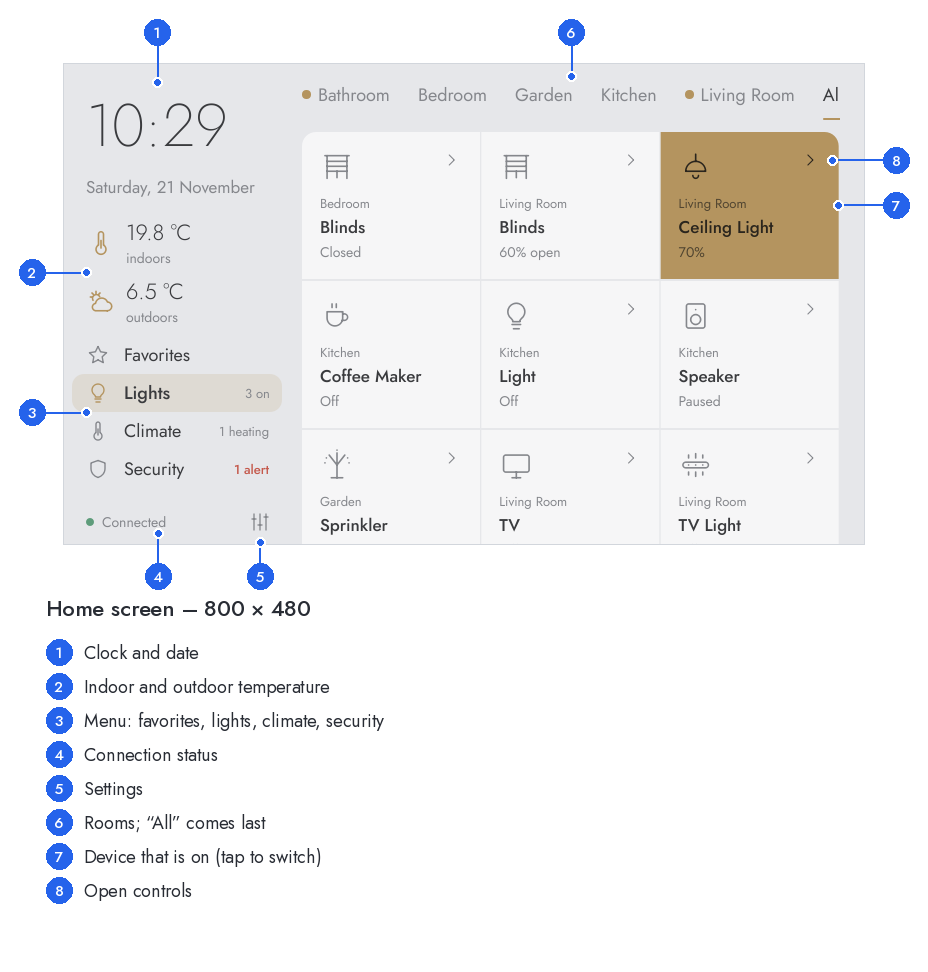 1
6
10:29
Saturday, 21 November
19.8 °C
indoors
2
6.5 °C
outdoors
Favorites
Lights 3 on
3
Climate 1 heating
Security 1 alert
Connected
4
5
Bathroom Bedroom Garden Kitchen Living Room Al
8
7
Bedroom
Blinds
Closed
Living Room
Blinds
60% open
Living Room
Ceiling Light
70%
Kitchen
Coffee Maker
Off
Kitchen
Light
Off
Kitchen
Speaker
Paused
Garden
Sprinkler
Living Room
TV
Living Room
TV Light
Home screen – 800 × 480
1 Clock and date
2 Indoor and outdoor temperature
3 Menu: favorites, lights, climate, security
4 Connection status
5 Settings
6 Rooms; “All” comes last
7 Device that is on (tap to switch)
8 Open controls